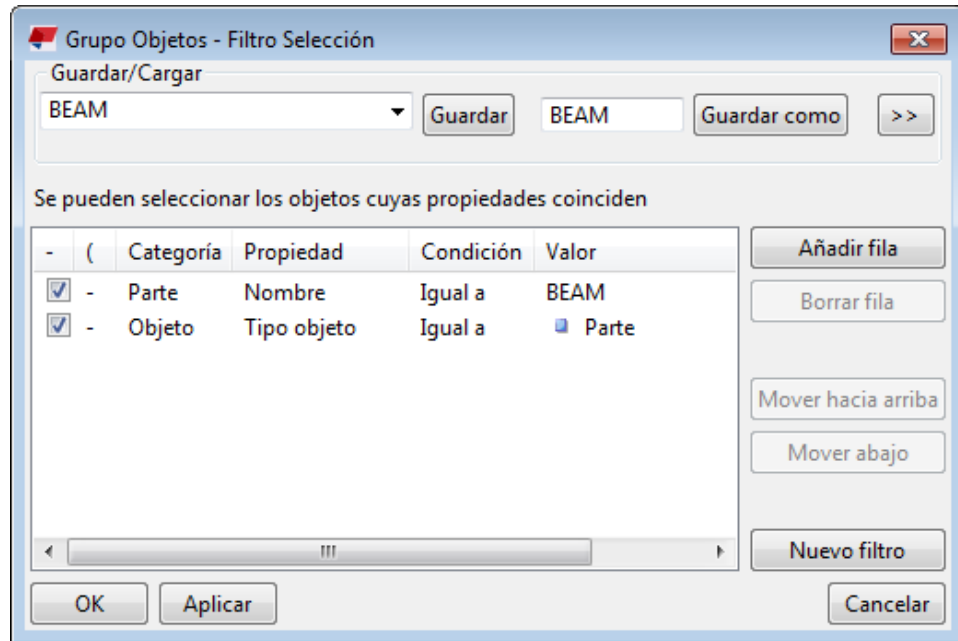 Grupo Objetos - Filtro Selección
Guardar/Cargar
BEAM Guardar BEAM Guardar como >>
Se pueden seleccionar los objetos cuyas propiedades coinciden
- ( Categoría Propiedad Condición Valor Añadir fila
- Parte Nombre Igual a BEAM Borrar fila
- Objeto Tipo objeto Igual a Parte
Mover hacia arriba
Mover abajo
Nuevo filtro
OK Aplicar Cancelar